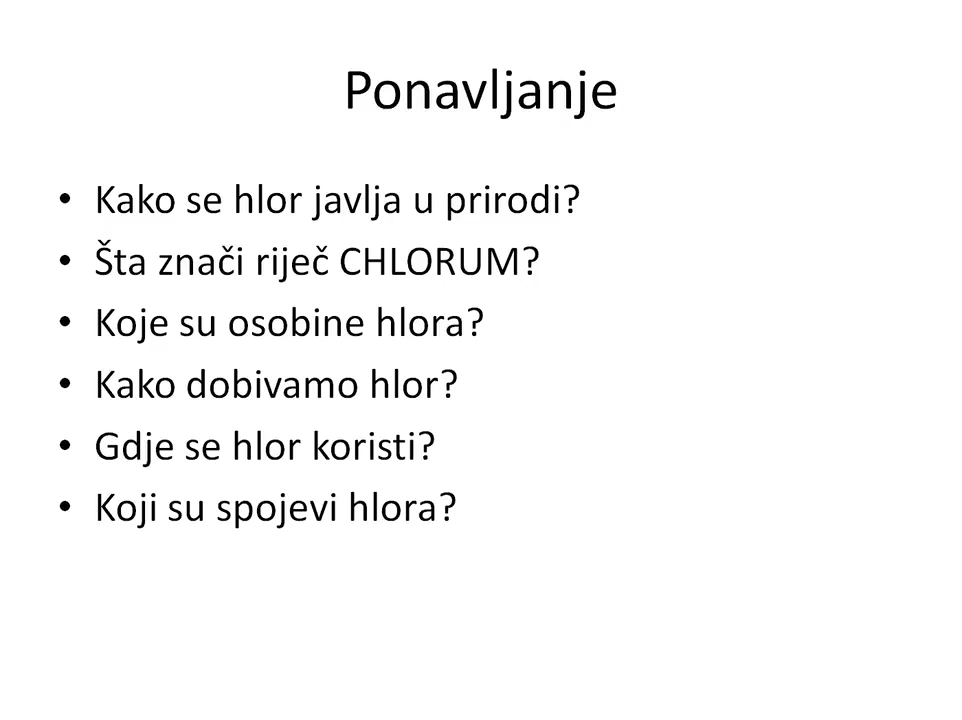 Ponavljanje
• Kako se hlor javlja u prirodi?
• Šta znači riječ CHLORUM?
• Koje su osobine hlora?
• Kako dobivamo hlor?
• Gdje se hlor koristi?
• Koji su spojevi hlora?